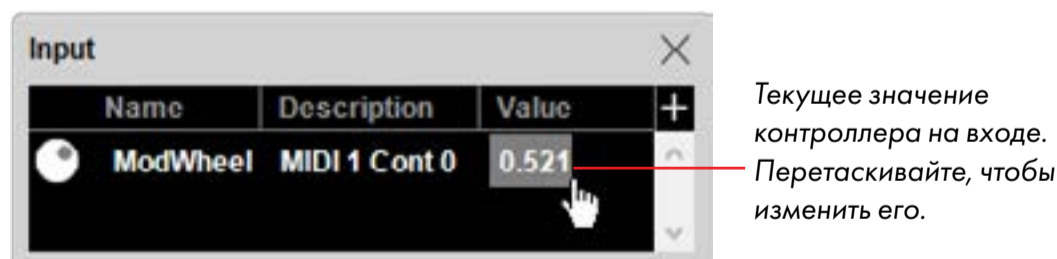 Input
Name Description Value
ModWheel MIDI 1 Cont 0 0.521
Текущее значение
контроллера на входе.
Перетаскивайте, чтобы
изменить его.